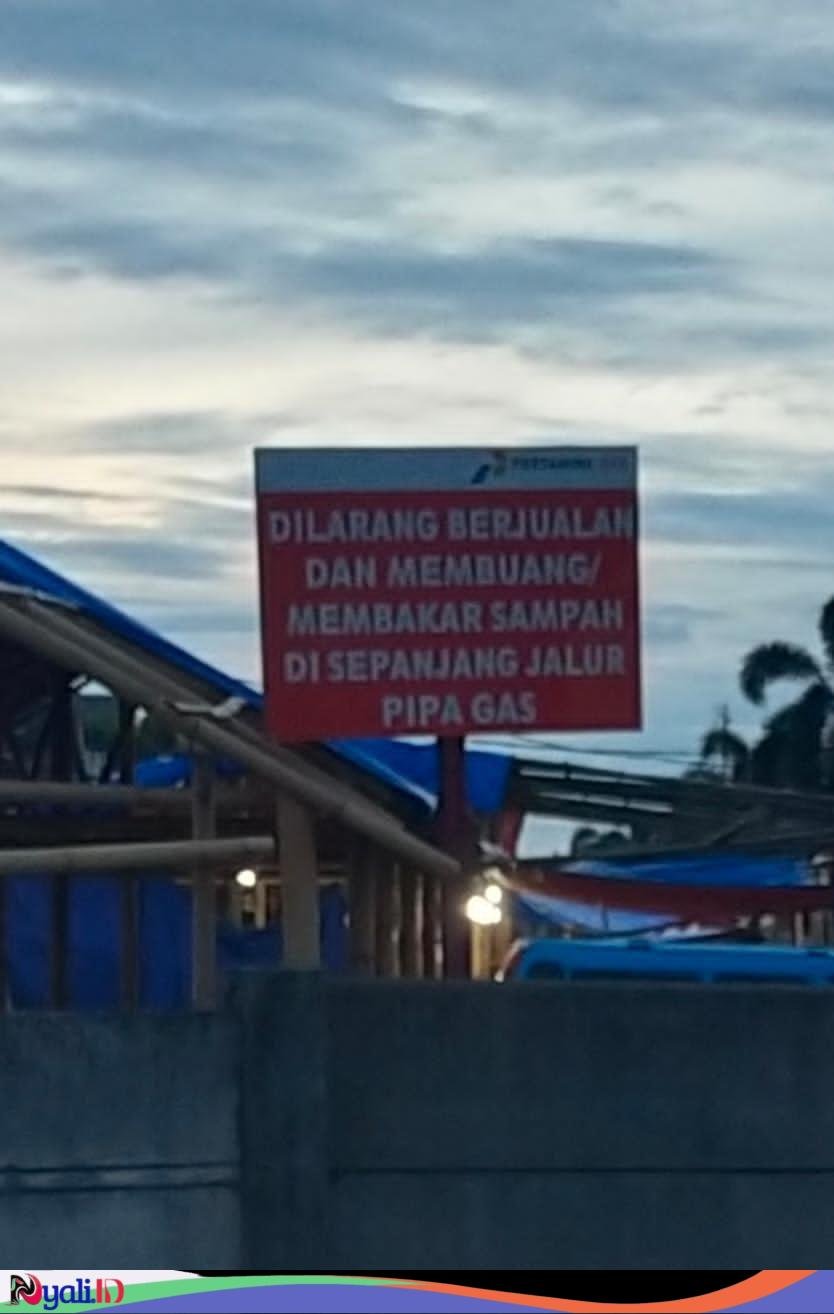 PERTAMINA
DILARANG BERJUALAN
DAN MEMBUANG/
MEMBAKAR SAMPAH
DI SEPANJANG JALUR
PIPA GAS
Nyali.ID